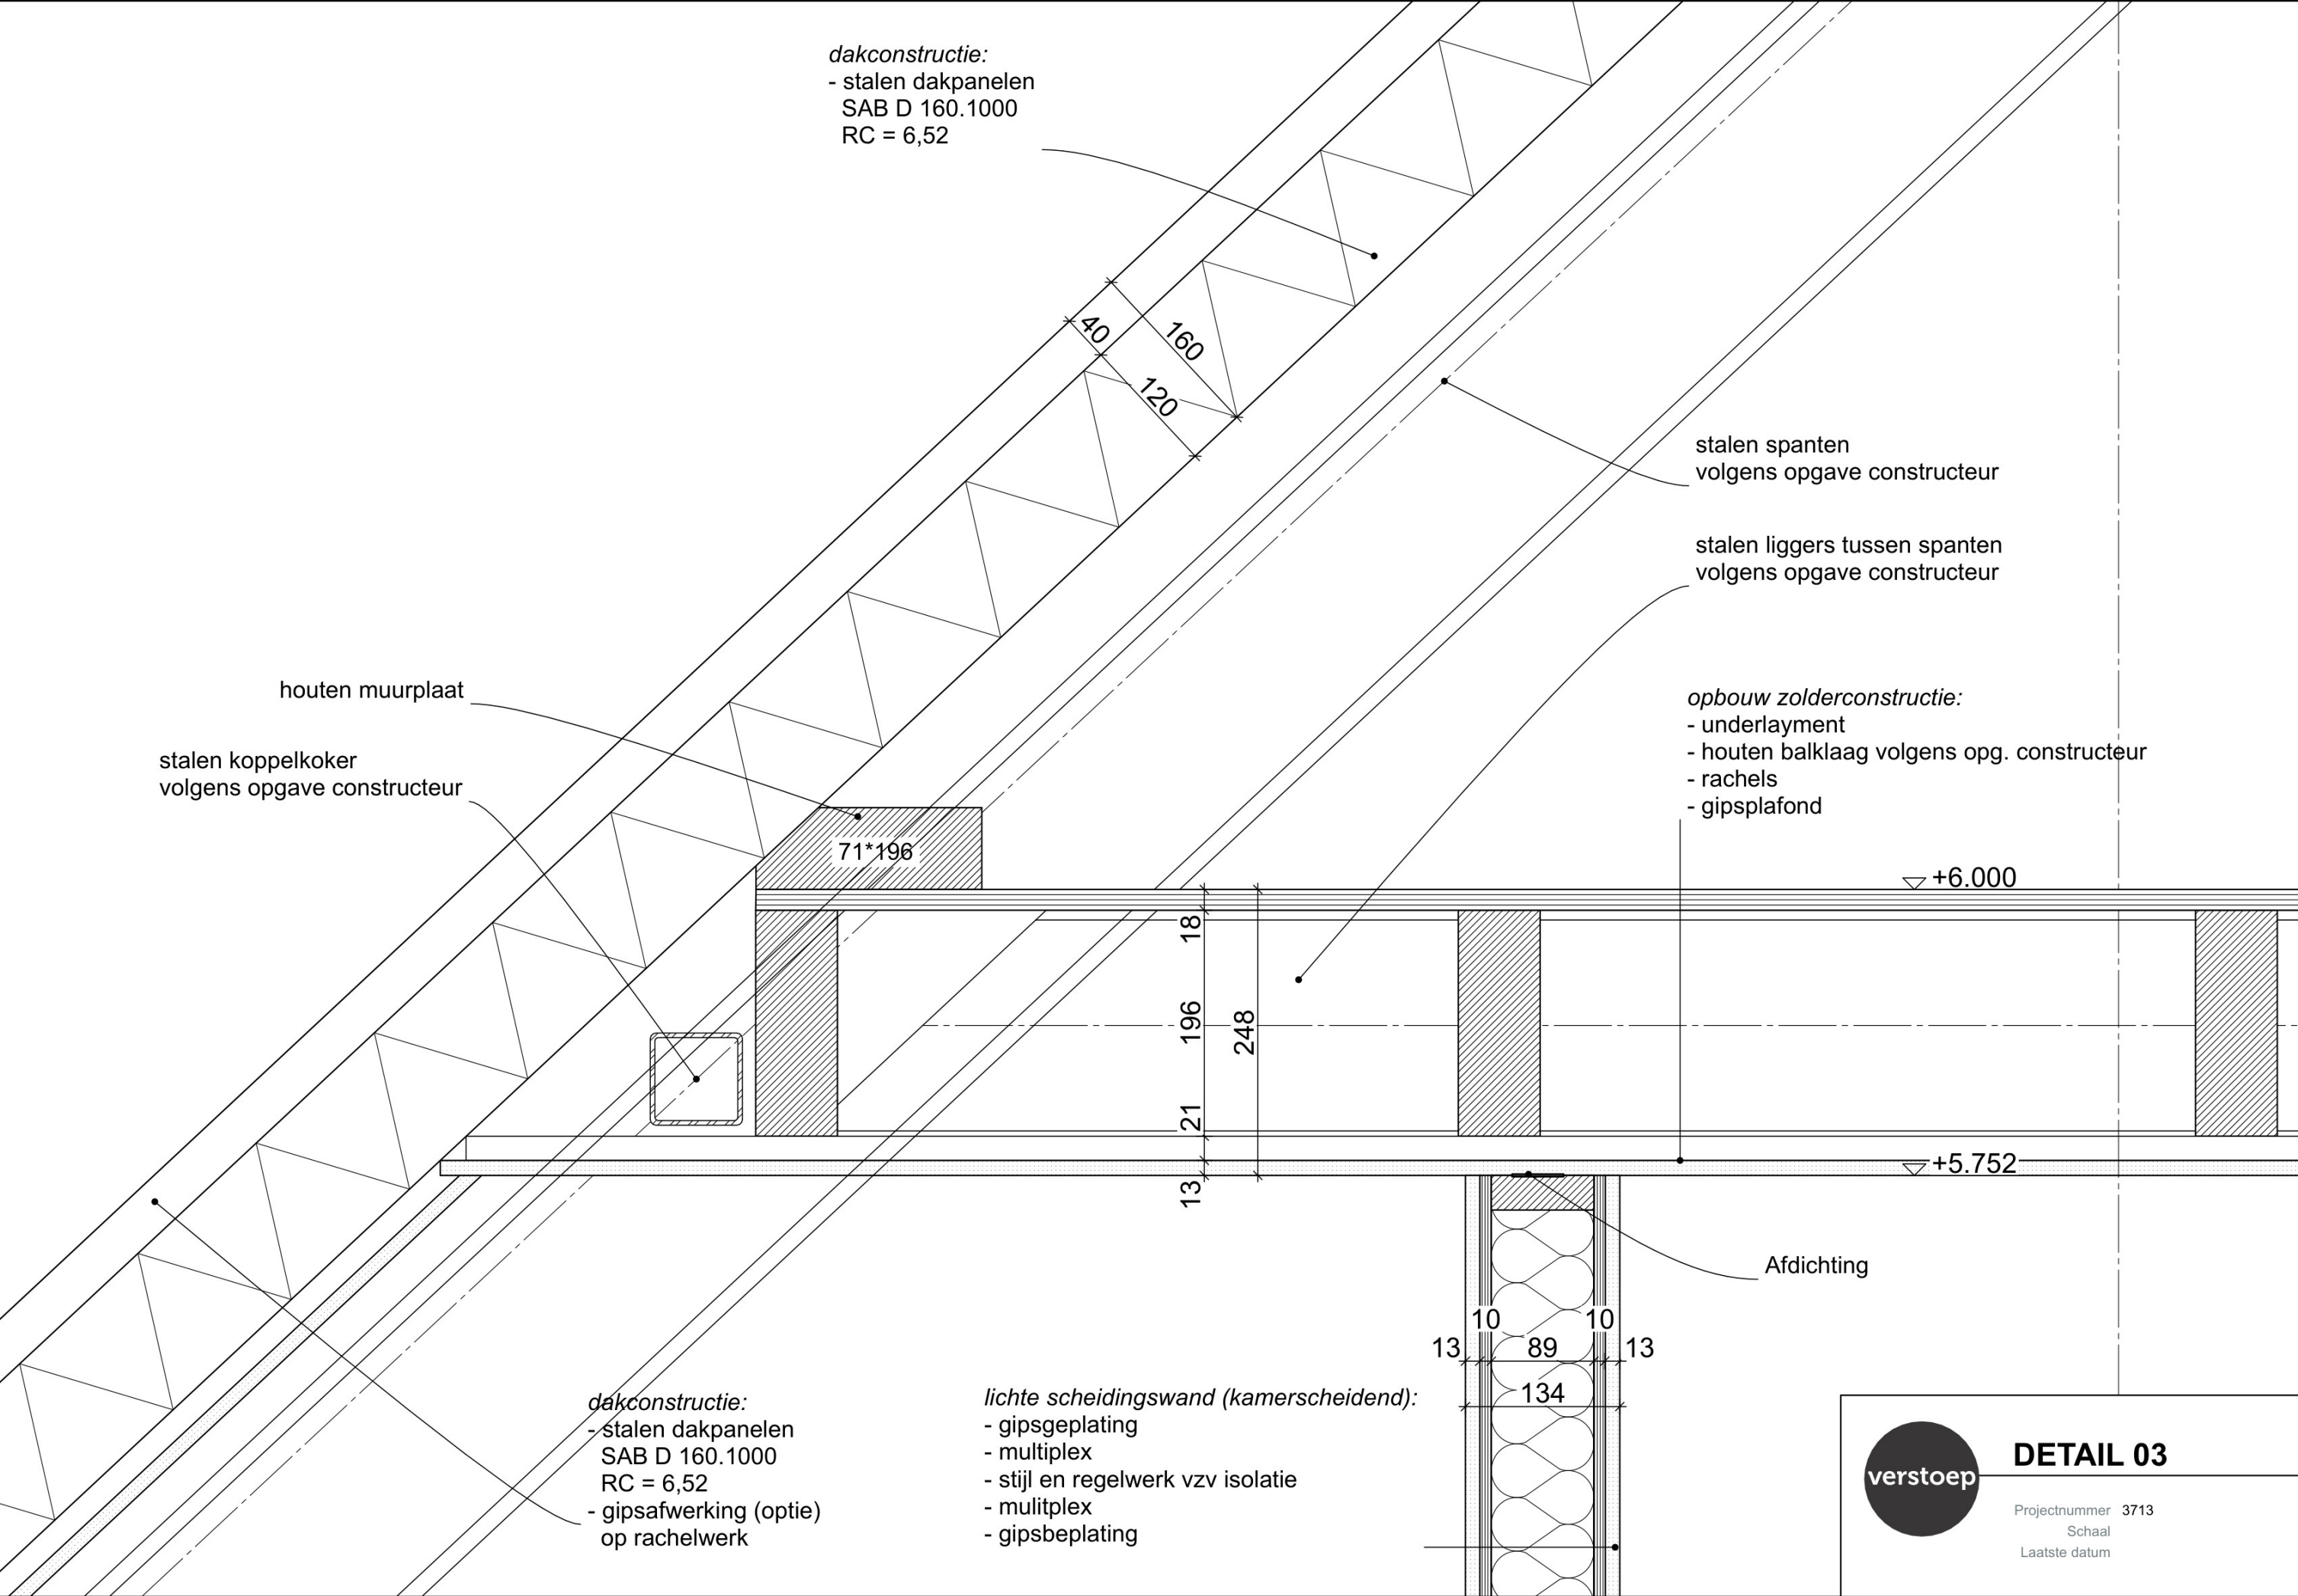 dakconstructie:
- stalen dakpanelen
SAB D 160.1000
RC = 6,52
40
160
120
stalen spanten
volgens opgave constructeur
stalen liggers tussen spanten
volgens opgave constructeur
houten muurplaat
stalen koppelkoker
volgens opgave constructeur
opbouw zolderconstructie:
- underlayment
- houten balklaag volgens opg. constructeur
- rachels
- gipsplafond
71*196
+6.000
18
196
248
21
13
+5.752
Afdichting
10
10
13
89
13
134
dakconstructie:
- stalen dakpanelen
SAB D 160.1000
RC = 6,52
- gipsafwerking (optie)
op rachelwerk
lichte scheidingswand (kamerscheidend):
- gipsgeplating
- multiplex
- stijl en regelwerk vzv isolatie
- mulitplex
- gipsbeplating
verstoep
DETAIL 03
Projectnummer 3713
Schaal
Laatste datum